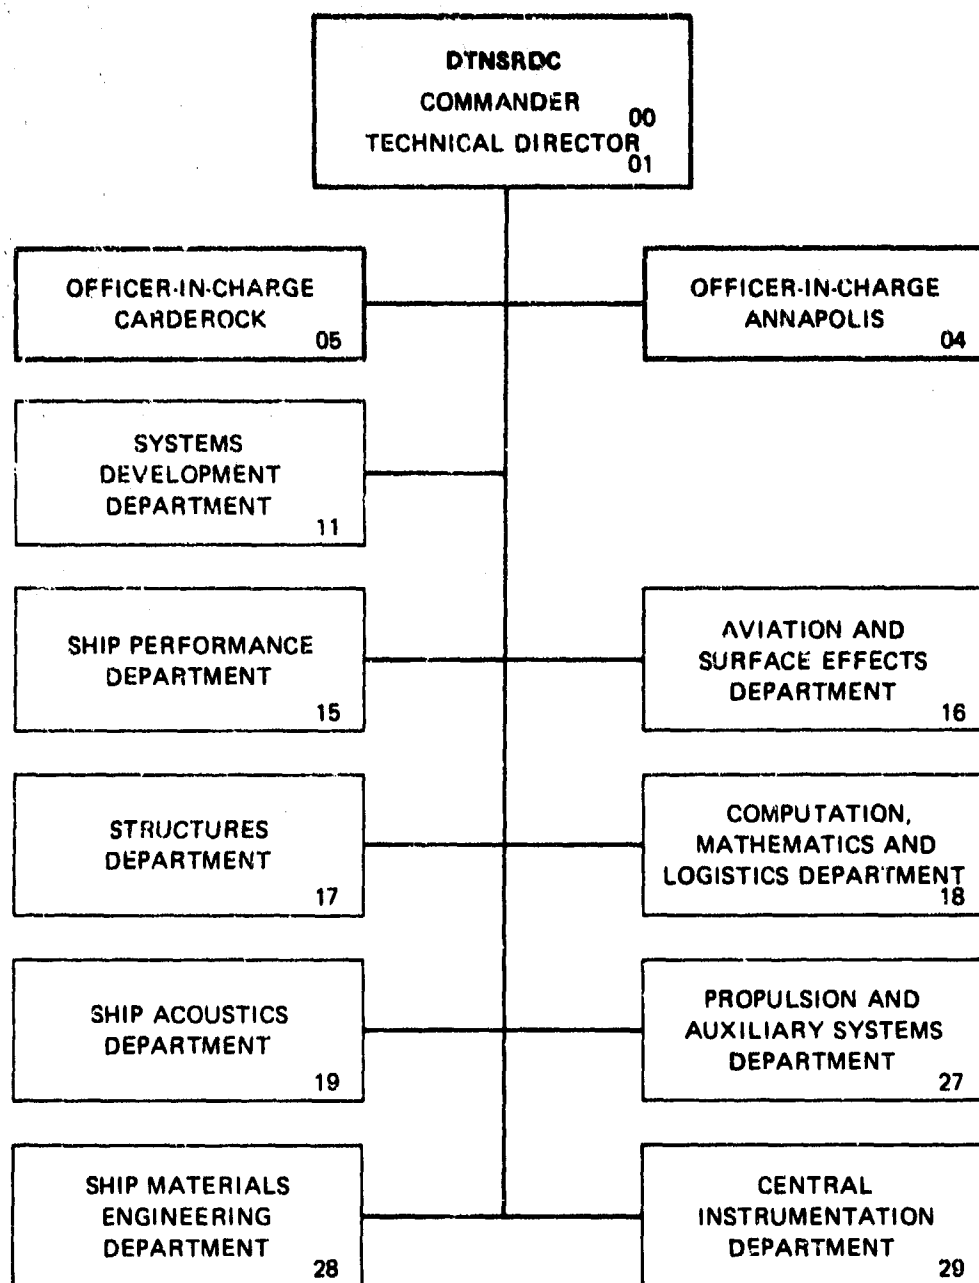 DTNSRDC
COMMANDER
00
TECHNICAL DIRECTOR
01
OFFICER-IN-CHARGE
CARDEROCK
05
OFFICER-IN-CHARGE
ANNAPOLIS
04
SYSTEMS
DEVELOPMENT
DEPARTMENT
11
SHIP PERFORMANCE
DEPARTMENT
15
AVIATION AND
SURFACE EFFECTS
DEPARTMENT
16
STRUCTURES
DEPARTMENT
17
COMPUTATION,
MATHEMATICS AND
LOGISTICS DEPARTMENT
18
SHIP ACOUSTICS
DEPARTMENT
19
PROPULSION AND
AUXILIARY SYSTEMS
DEPARTMENT
27
SHIP MATERIALS
ENGINEERING
DEPARTMENT
28
CENTRAL
INSTRUMENTATION
DEPARTMENT
29